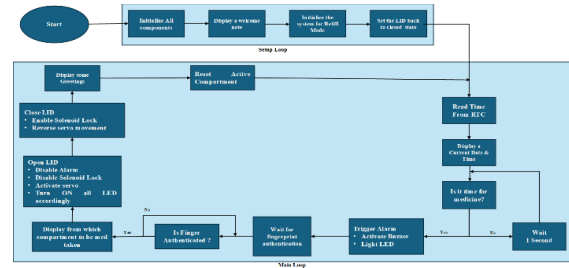 Start
Initialize All
components
Display a welcome
note
Initialize the
system for Refill
Mode
Set the LID back
to closed state
Setup Loop
Display some
Greetings
Reset Active
Compartment
Close LID
• Enable Solenoid Lock
• Reverse servo movement
Open LID
• Disable Alarm
• Disable Solenoid Lock
• Activate servo
• Turn ON all LED
accordingly
Display from which
compartment to be med
taken
Yes
Is Finger
Authenticated ?
No
Wait for
fingerprint
authentication
Trigger Alarm
• Activate Buzzer
• Light LED
Yes
Read Time
From RTC
Display a
Current Date &
Time
Is it time for
medicine?
No
Wait
1 Second
Main Loop